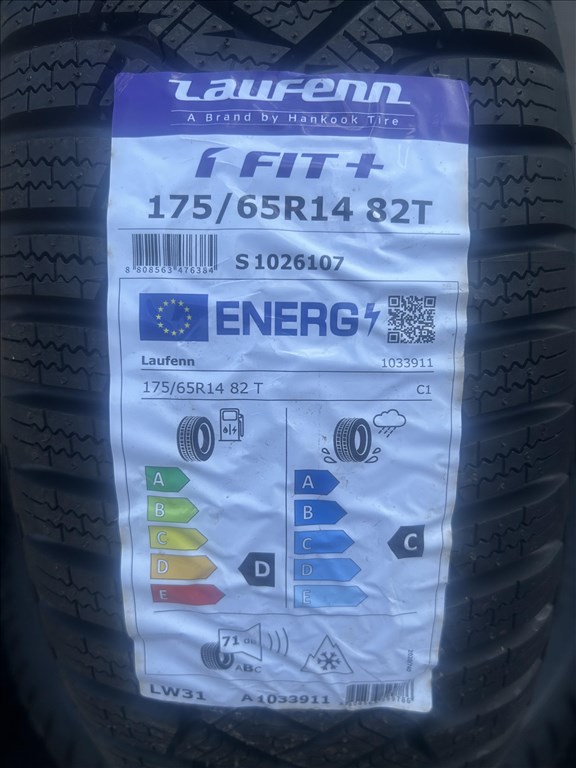 Laufenn
A Brand by Hankook Tire
i FIT+
175/65R14 82T
8 808563 476384
S 1026107
ENERG
Laufenn 1033911
175/65R14 82 T C1
A A
B B
C C C
D D D
E E
71 dB
ABC
LW31 A1033911